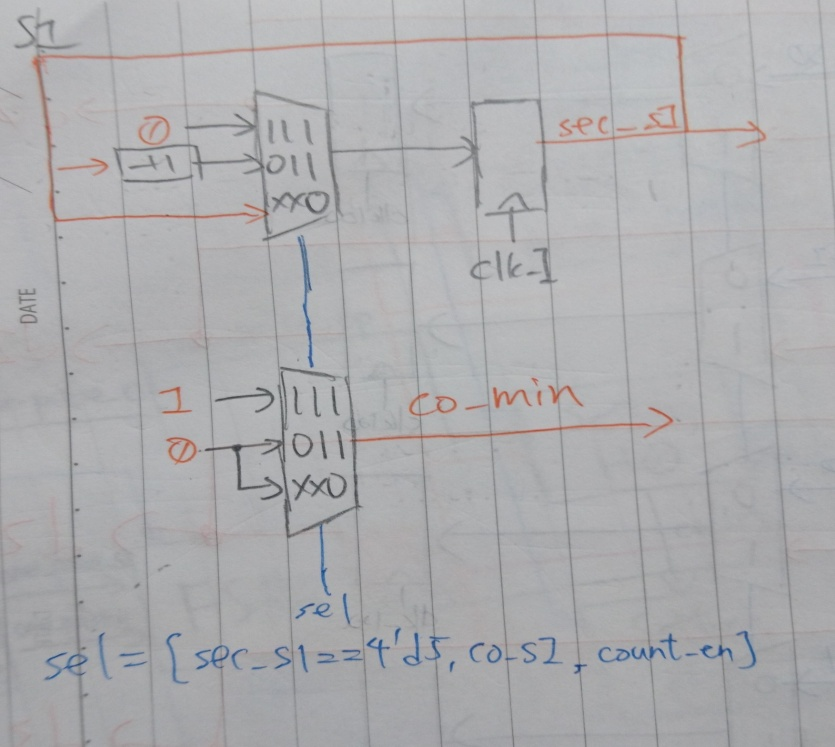 S1
0
111
+1
011
xx0
sec_s1
clk_1
DATE
1
111
co_min
0
011
xx0
sel
sel={sec_s1==4'd5, co_s1, count_en}